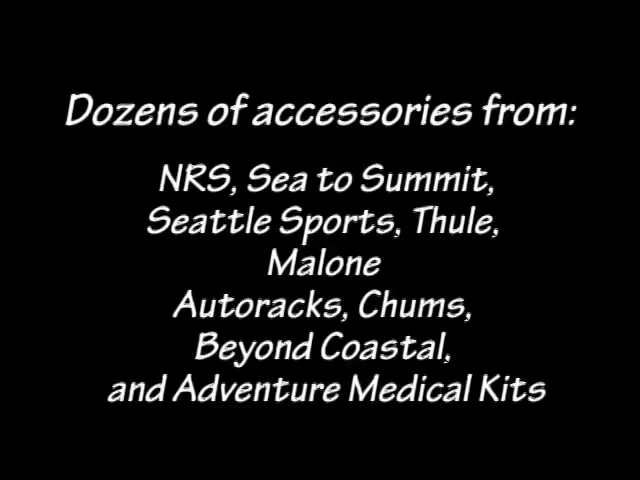 Dozens of accessories from:
NRS, Sea to Summit,
Seattle Sports, Thule,
Malone
Autoracks, Chums,
Beyond Coastal,
and Adventure Medical Kits